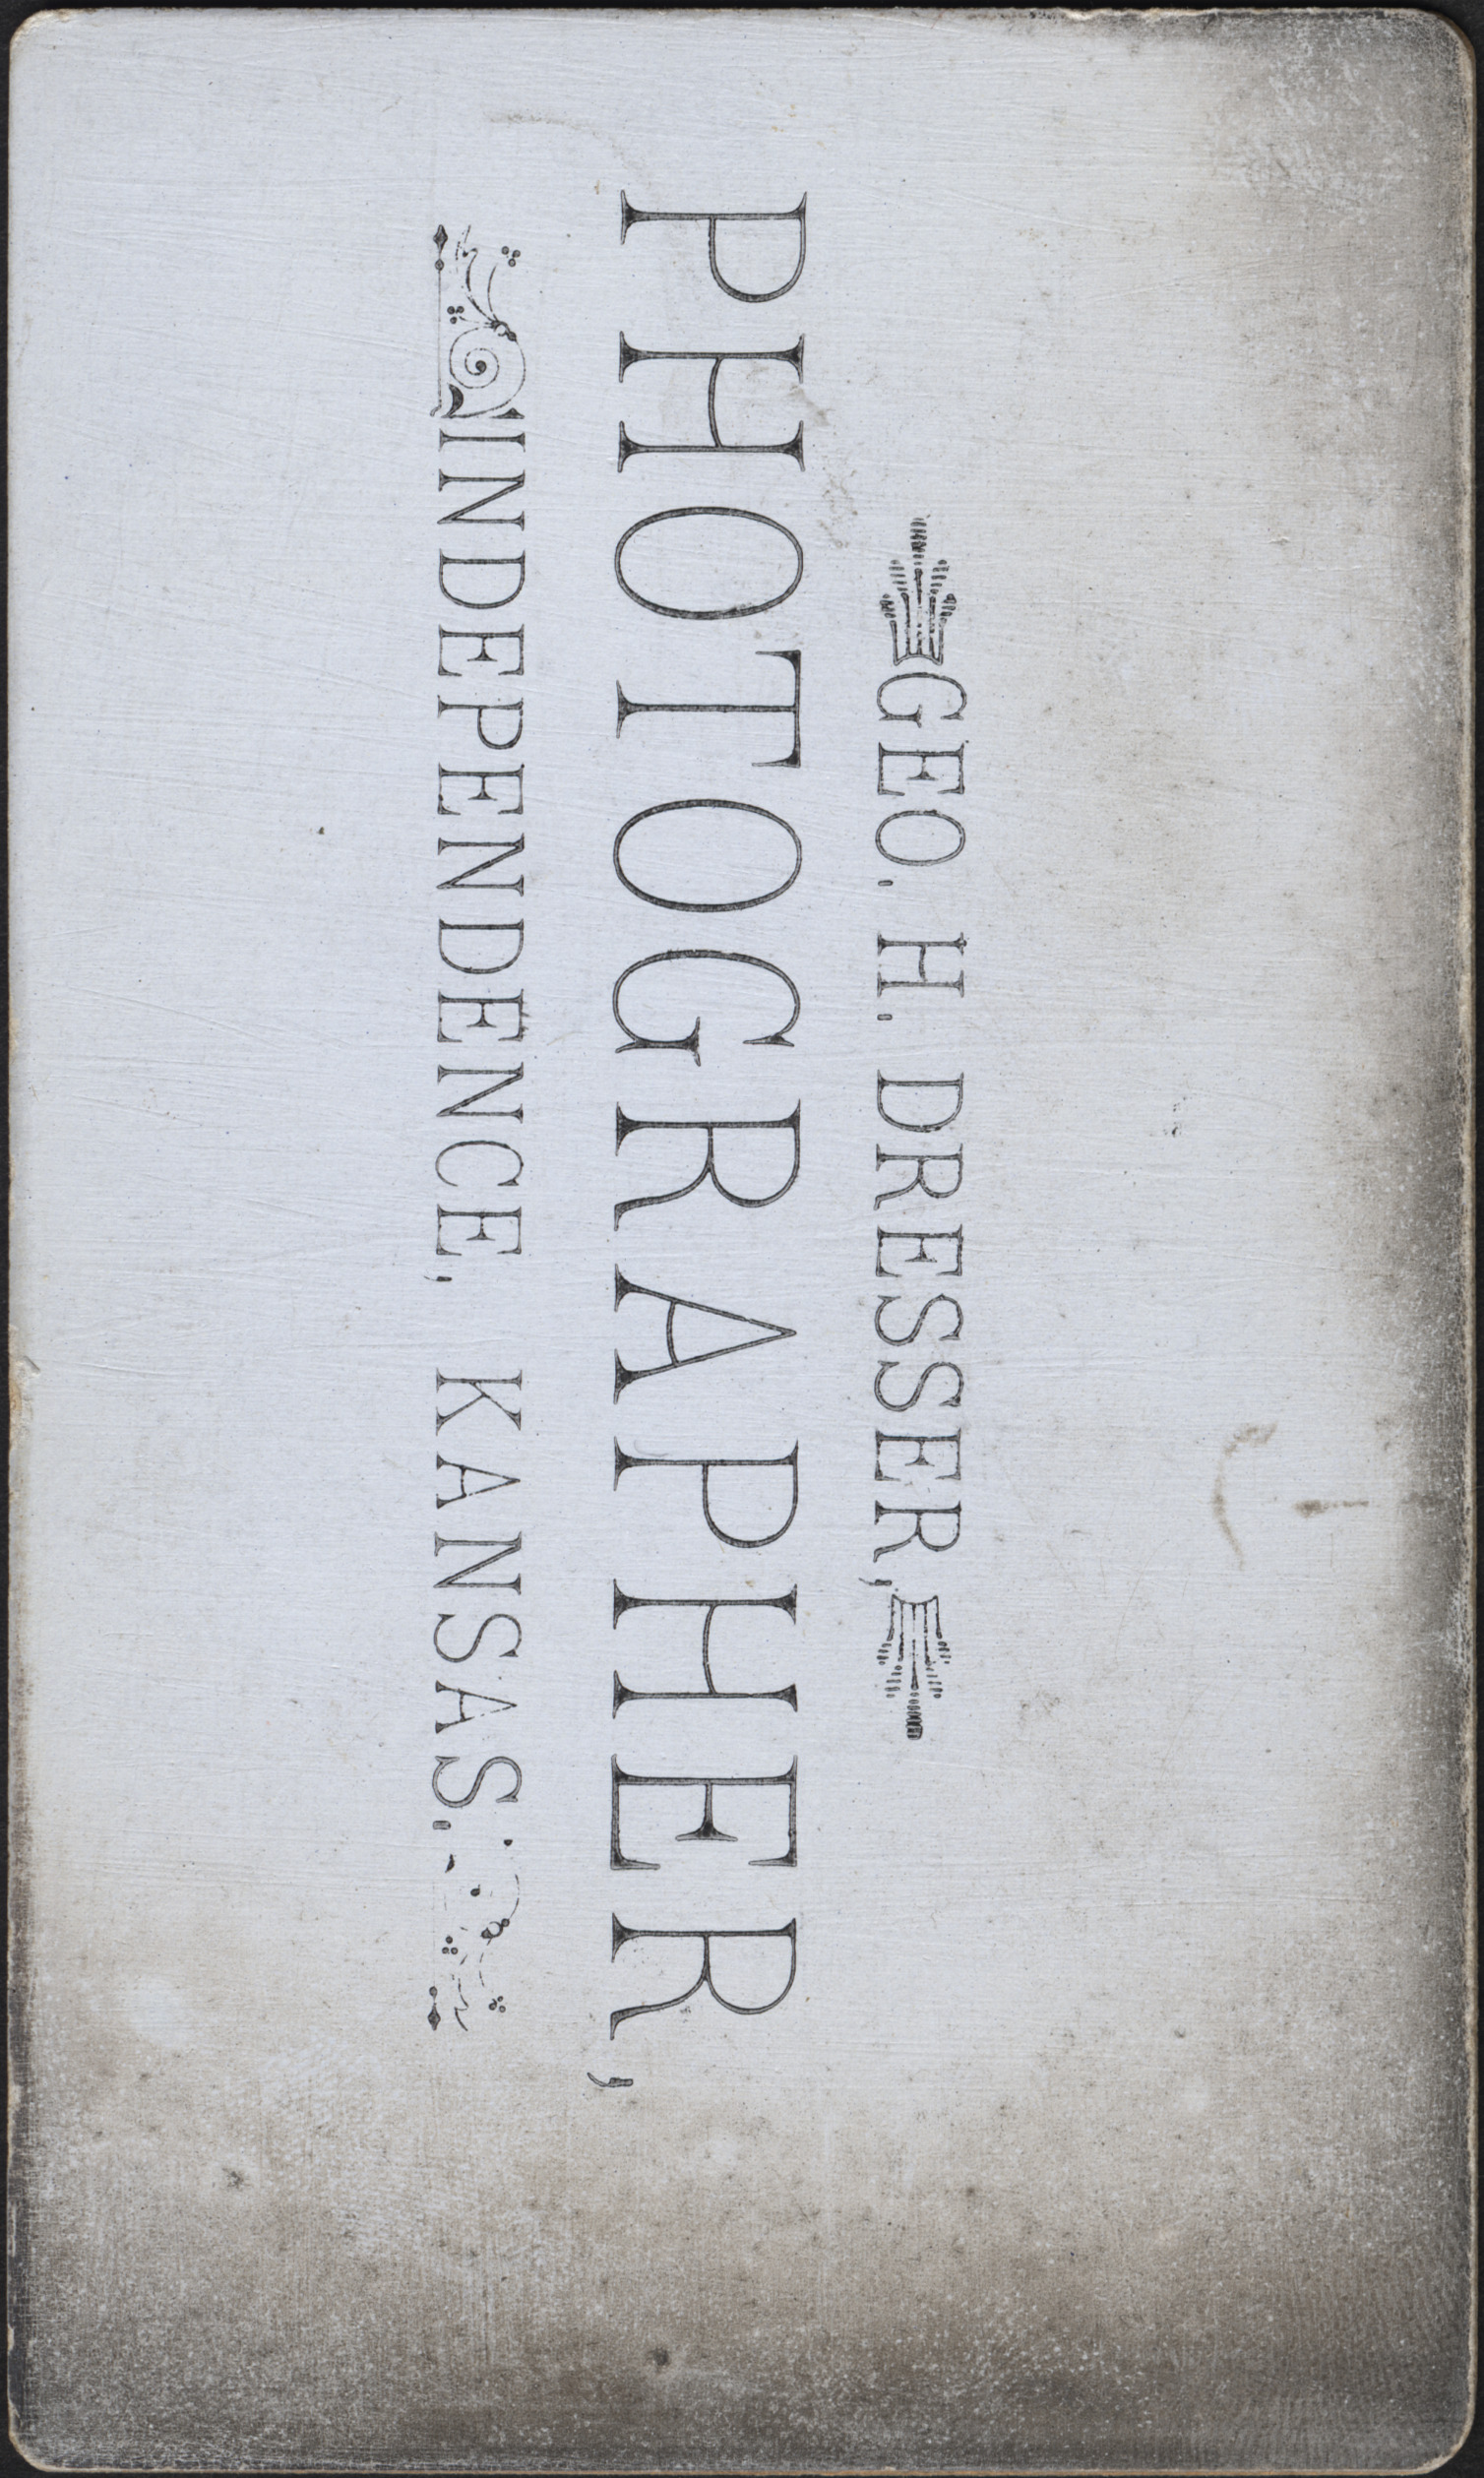 GEO. H. DRESSER,
PHOTOGRAPHER,
INDEPENDENCE, KANSAS.